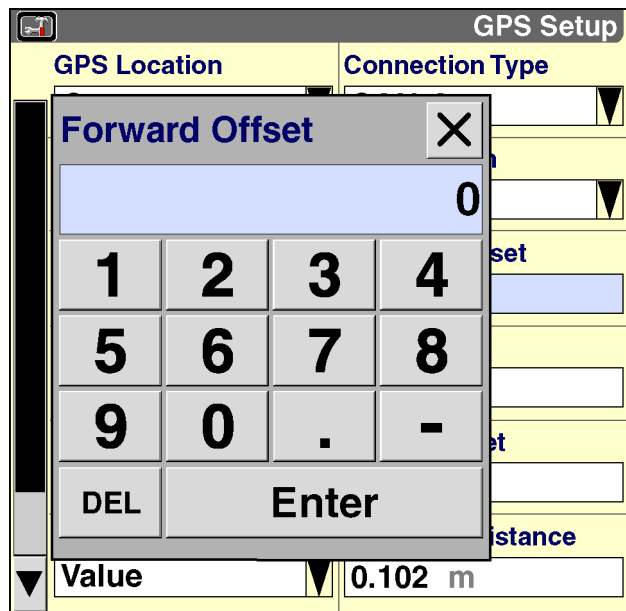 GPS Setup
GPS Location Connection Type
Forward Offset
0
set
1 2 3 4
5 6 7 8
9 0 . -
et
DEL Enter
istance
Value 0.102 m